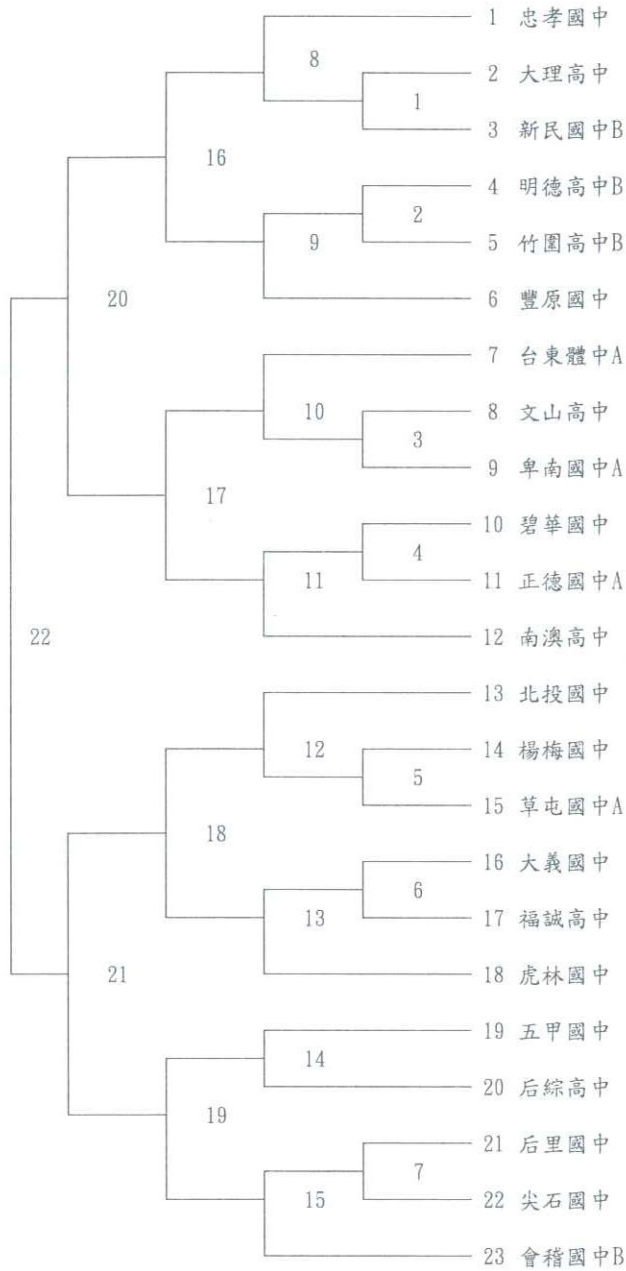 1 忠孝國中
8
2 大理高中
1
3 新民國中B
16
4 明德高中B
2
9
5 竹圍高中B
20
6 豐原國中
7 台東體中A
10
8 文山高中
3
9 卑南國中A
17
10 碧華國中
4
11
11 正德國中A
22
12 南澳高中
13 北投國中
12
14 楊梅國中
5
15 草屯國中A
18
16 大義國中
6
13
17 福誠高中
21
18 虎林國中
19 五甲國中
14
20 后綜高中
19
21 后里國中
7
15
22 尖石國中
23 會稽國中B